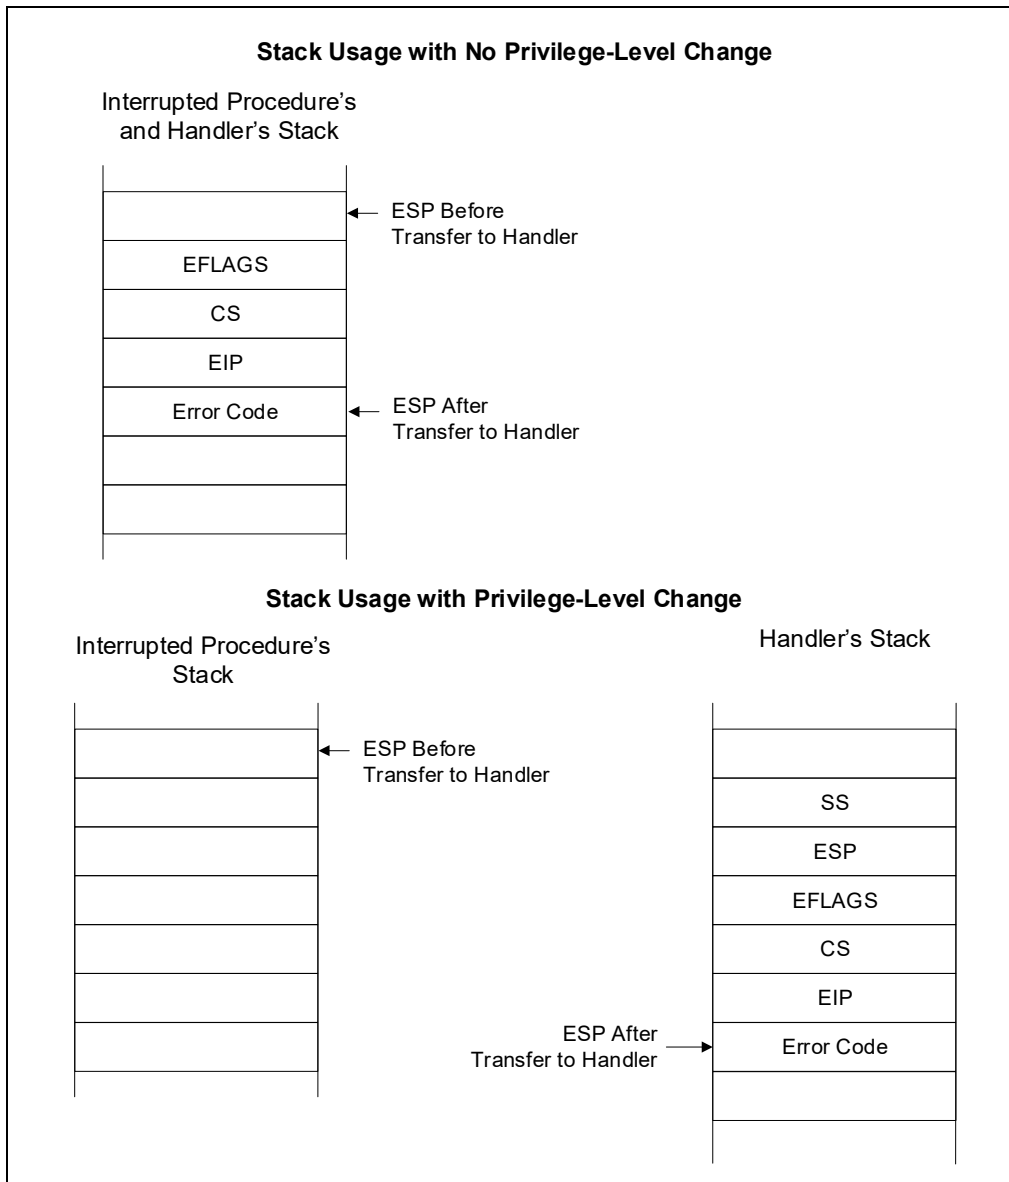 Stack Usage with No Privilege-Level Change
Interrupted Procedure’s
and Handler’s Stack
ESP Before
Transfer to Handler
EFLAGS
CS
EIP
Error Code
ESP After
Transfer to Handler
Stack Usage with Privilege-Level Change
Interrupted Procedure’s
Stack
Handler’s Stack
ESP Before
Transfer to Handler
SS
ESP
EFLAGS
CS
EIP
ESP After
Transfer to Handler
Error Code